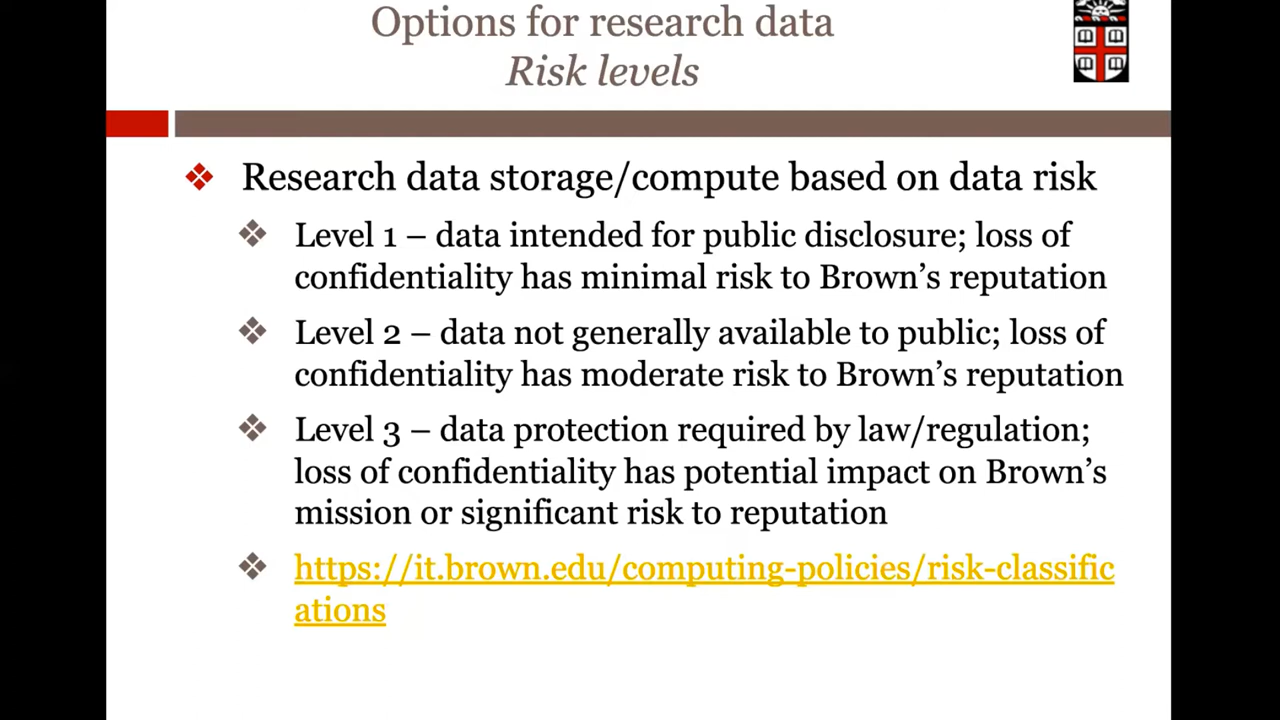 Options for research data
Risk levels
❖ Research data storage/compute based on data risk
❖ Level 1 – data intended for public disclosure; loss of
confidentiality has minimal risk to Brown’s reputation
❖ Level 2 – data not generally available to public; loss of
confidentiality has moderate risk to Brown’s reputation
❖ Level 3 – data protection required by law/regulation;
loss of confidentiality has potential impact on Brown’s
mission or significant risk to reputation
❖ https://it.brown.edu/computing-policies/risk-classific
ations